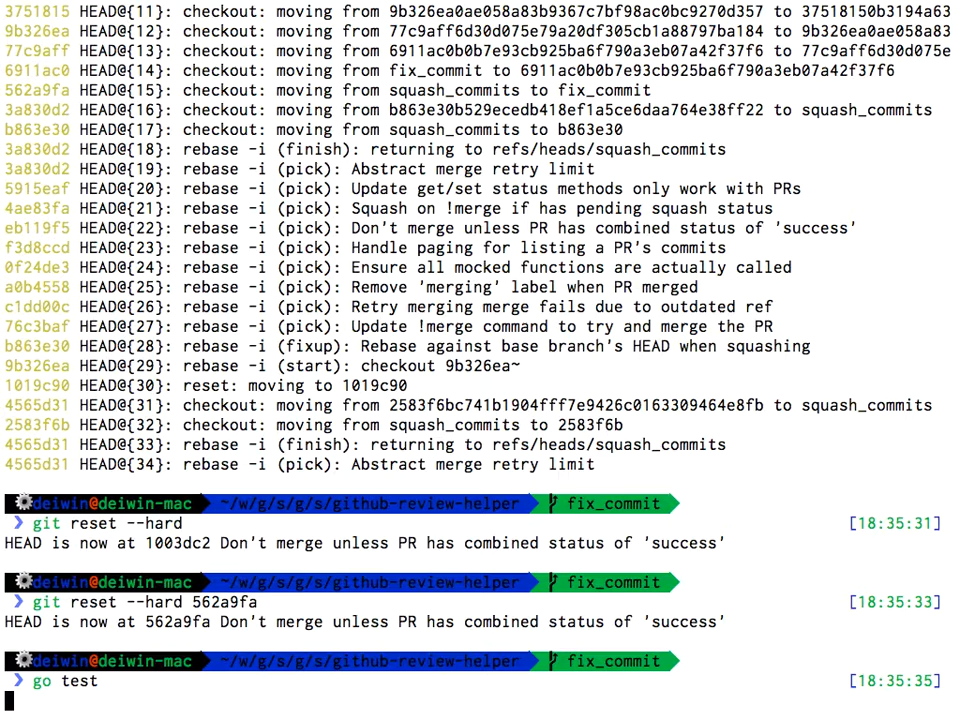 3751815 HEAD@{11}: checkout: moving from 9b326ea0ae058a83b9367c7bf98ac0bc9270d357 to 37518150b3194a63
9b326ea HEAD@{12}: checkout: moving from 77c9aff6d30d075e79a20df305cb1a88797ba184 to 9b326ea0ae058a83
77c9aff HEAD@{13}: checkout: moving from 6911ac0b0b7e93cb925ba6f790a3eb07a42f37f6 to 77c9aff6d30d075e
6911ac0 HEAD@{14}: checkout: moving from fix_commit to 6911ac0b0b7e93cb925ba6f790a3eb07a42f37f6
562a9fa HEAD@{15}: checkout: moving from squash_commits to fix_commit
3a830d2 HEAD@{16}: checkout: moving from b863e30b529ecedb418ef1a5ce6daa764e38ff22 to squash_commits
b863e30 HEAD@{17}: checkout: moving from squash_commits to b863e30
3a830d2 HEAD@{18}: rebase -i (finish): returning to refs/heads/squash_commits
3a830d2 HEAD@{19}: rebase -i (pick): Abstract merge retry limit
5915eaf HEAD@{20}: rebase -i (pick): Update get/set status methods only work with PRs
4ae83fa HEAD@{21}: rebase -i (pick): Squash on !merge if has pending squash status
eb119f5 HEAD@{22}: rebase -i (pick): Don't merge unless PR has combined status of 'success'
f3d8ccd HEAD@{23}: rebase -i (pick): Handle paging for listing a PR's commits
0f24de3 HEAD@{24}: rebase -i (pick): Ensure all mocked functions are actually called
a0b4558 HEAD@{25}: rebase -i (pick): Remove 'merging' label when PR merged
c1dd00c HEAD@{26}: rebase -i (pick): Retry merging merge fails due to outdated ref
76c3baf HEAD@{27}: rebase -i (pick): Update !merge command to try and merge the PR
b863e30 HEAD@{28}: rebase -i (fixup): Rebase against base branch's HEAD when squashing
9b326ea HEAD@{29}: rebase -i (start): checkout 9b326ea~
1019c90 HEAD@{30}: reset: moving to 1019c90
4565d31 HEAD@{31}: checkout: moving from 2583f6bc741b1904fff7e9426c0163309464e8fb to squash_commits
2583f6b HEAD@{32}: checkout: moving from squash_commits to 2583f6b
4565d31 HEAD@{33}: rebase -i (finish): returning to refs/heads/squash_commits
4565d31 HEAD@{34}: rebase -i (pick): Abstract merge retry limit
deiwin@deiwin-mac ~/w/g/s/g/s/github-review-helper fix_commit
❯ git reset --hard [18:35:31]
HEAD is now at 1003dc2 Don't merge unless PR has combined status of 'success'
deiwin@deiwin-mac ~/w/g/s/g/s/github-review-helper fix_commit
❯ git reset --hard 562a9fa [18:35:33]
HEAD is now at 562a9fa Don't merge unless PR has combined status of 'success'
deiwin@deiwin-mac ~/w/g/s/g/s/github-review-helper fix_commit
❯ go test [18:35:35]